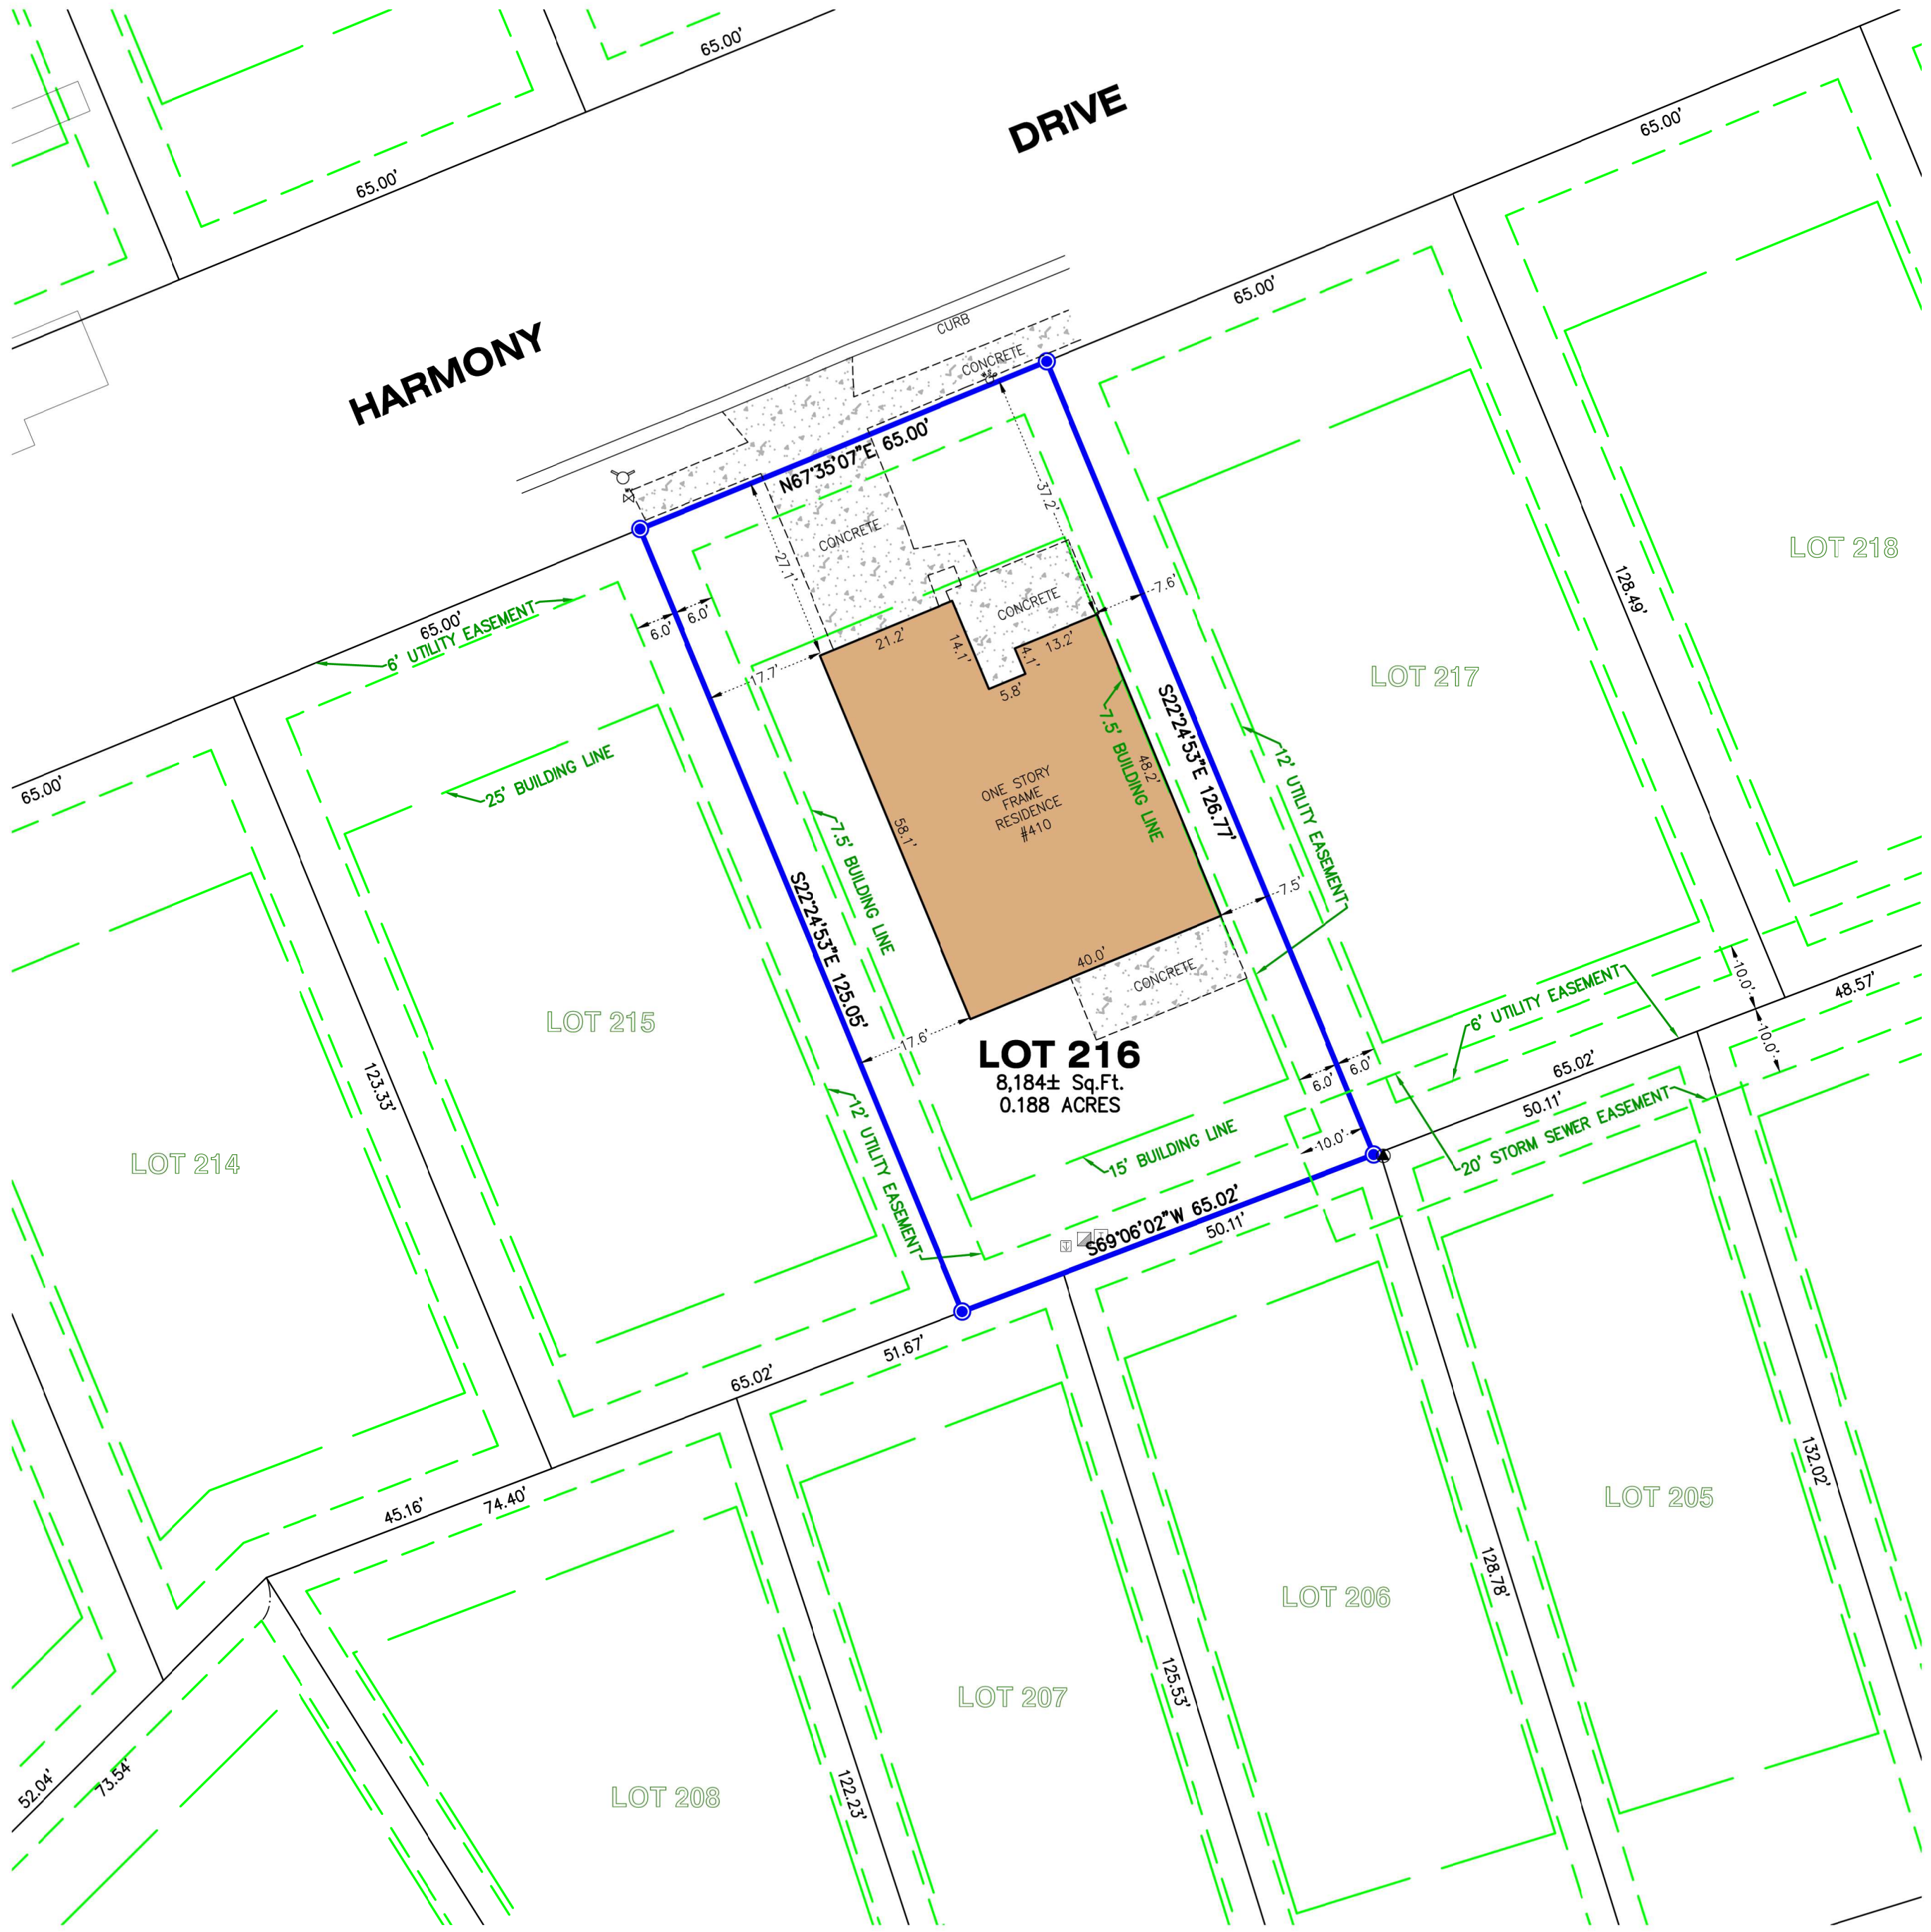 65.00'
DRIVE
65.00'
65.00'
65.00'
CURB
HARMONY
CONCRETE
N67°35'07"E 65.00'
37.2'
CONCRETE
27.1'
LOT 218
7.6'
128.49'
CONCRETE
6.0'
6.0'
65.00'
6' UTILITY EASEMENT
21.2'
14.1'
4.1'
13.2'
17.7'
5.8'
LOT 217
S22°24'53"E 126.77'
7.5' BUILDING LINE
48.2'
12' UTILITY EASEMENT
65.00'
25' BUILDING LINE
ONE STORY
FRAME
RESIDENCE
#410
58.1'
7.5' BUILDING LINE
S22°24'53"E 125.05'
7.5'
40.0'
CONCRETE
10.0'
48.57'
6' UTILITY EASEMENT
LOT 215
17.6'
10.0'
LOT 216
8,184± Sq.Ft.
0.188 ACRES
6.0'
6.0'
65.02'
50.11'
123.33'
12' UTILITY EASEMENT
15' BUILDING LINE
10.0'
20' STORM SEWER EASEMENT
LOT 214
S69°06'02"W 65.02'
50.11'
51.67'
65.02'
132.02'
45.16'
74.40'
LOT 205
128.78'
LOT 206
125.53'
LOT 207
52.04'
73.54'
122.23'
LOT 208